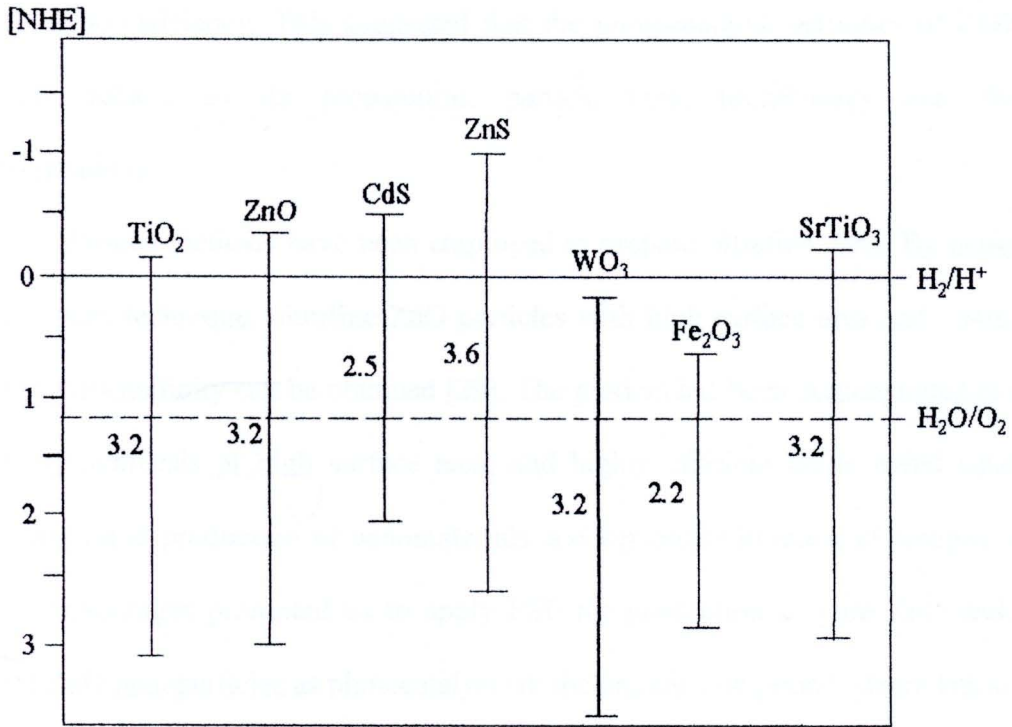 [NHE]
-1
0
1
2
3
TiO₂
ZnO
CdS
ZnS
WO₃
Fe₂O₃
SrTiO₃
H₂/H⁺
H₂O/O₂
3.2
3.2
2.5
3.6
3.2
2.2
3.2